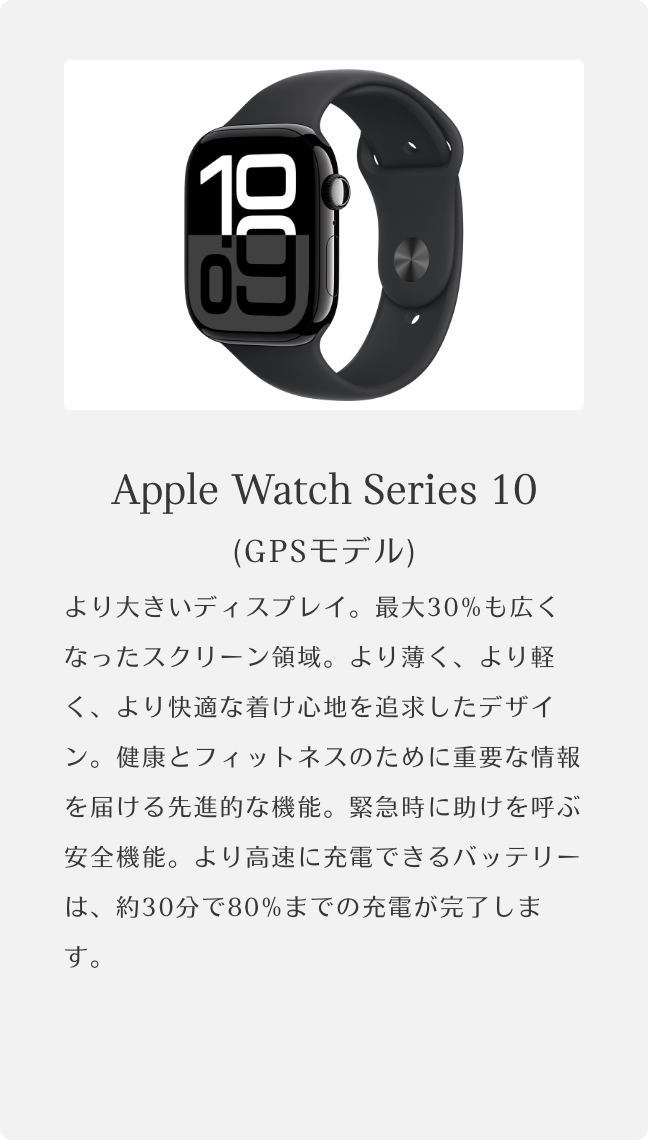 10
09
Apple Watch Series 10
(GPSモデル)
より大きいディスプレイ。最大30%も広く
なったスクリーン領域。より薄く、より軽
く、より快適な着け心地を追求したデザイ
ン。健康とフィットネスのために重要な情報
を届ける先進的な機能。緊急時に助けを呼ぶ
安全機能。より高速に充電できるバッテリー
は、約30分で80%までの充電が完了しま
す。